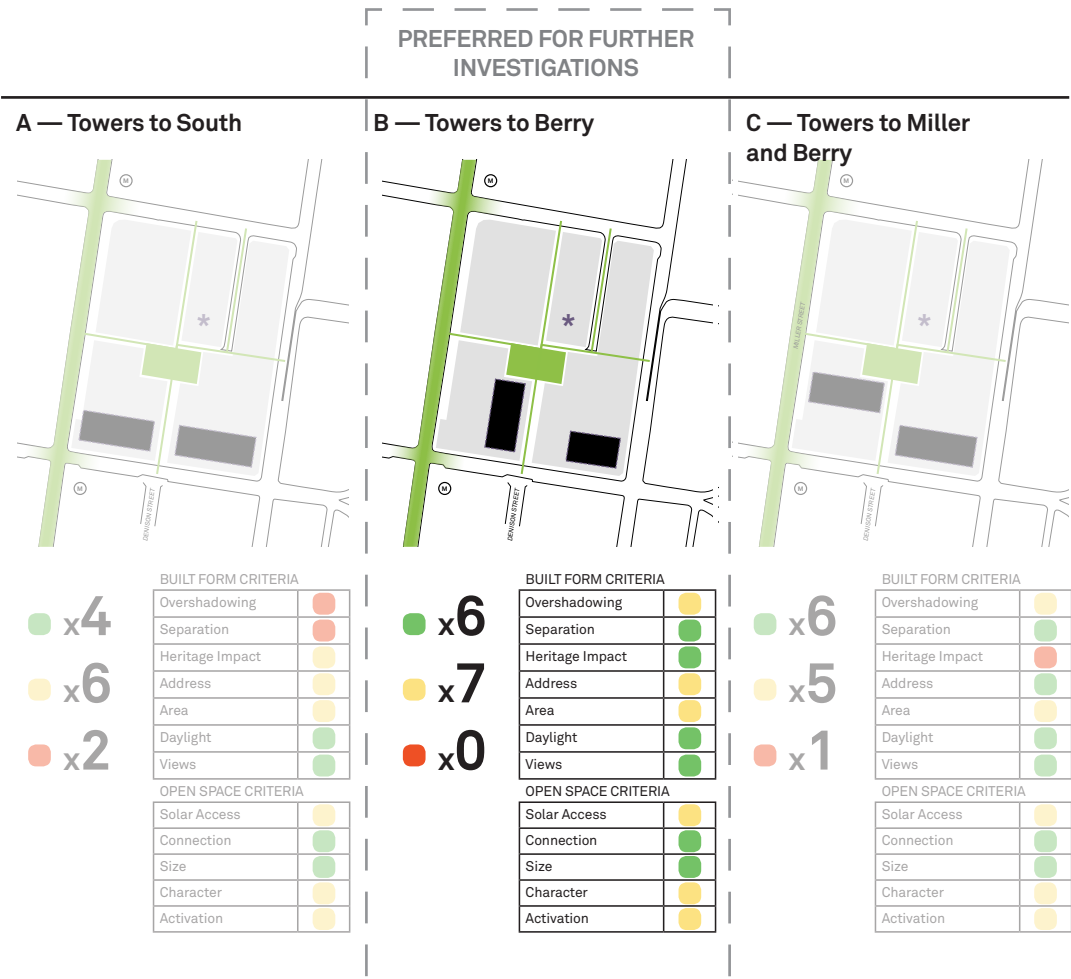 PREFERRED FOR FURTHER
INVESTIGATIONS
A — Towers to South
M
*
M
DENISON STREET
x4
x6
x2
BUILT FORM CRITERIA
Overshadowing
Separation
Heritage Impact
Address
Area
Daylight
Views
OPEN SPACE CRITERIA
Solar Access
Connection
Size
Character
Activation
B — Towers to Berry
M
*
M
DENISON STREET
x6
x7
x0
BUILT FORM CRITERIA
Overshadowing
Separation
Heritage Impact
Address
Area
Daylight
Views
OPEN SPACE CRITERIA
Solar Access
Connection
Size
Character
Activation
C — Towers to Miller
and Berry
M
MILLER STREET
*
M
DENISON STREET
x6
x5
x1
BUILT FORM CRITERIA
Overshadowing
Separation
Heritage Impact
Address
Area
Daylight
Views
OPEN SPACE CRITERIA
Solar Access
Connection
Size
Character
Activation